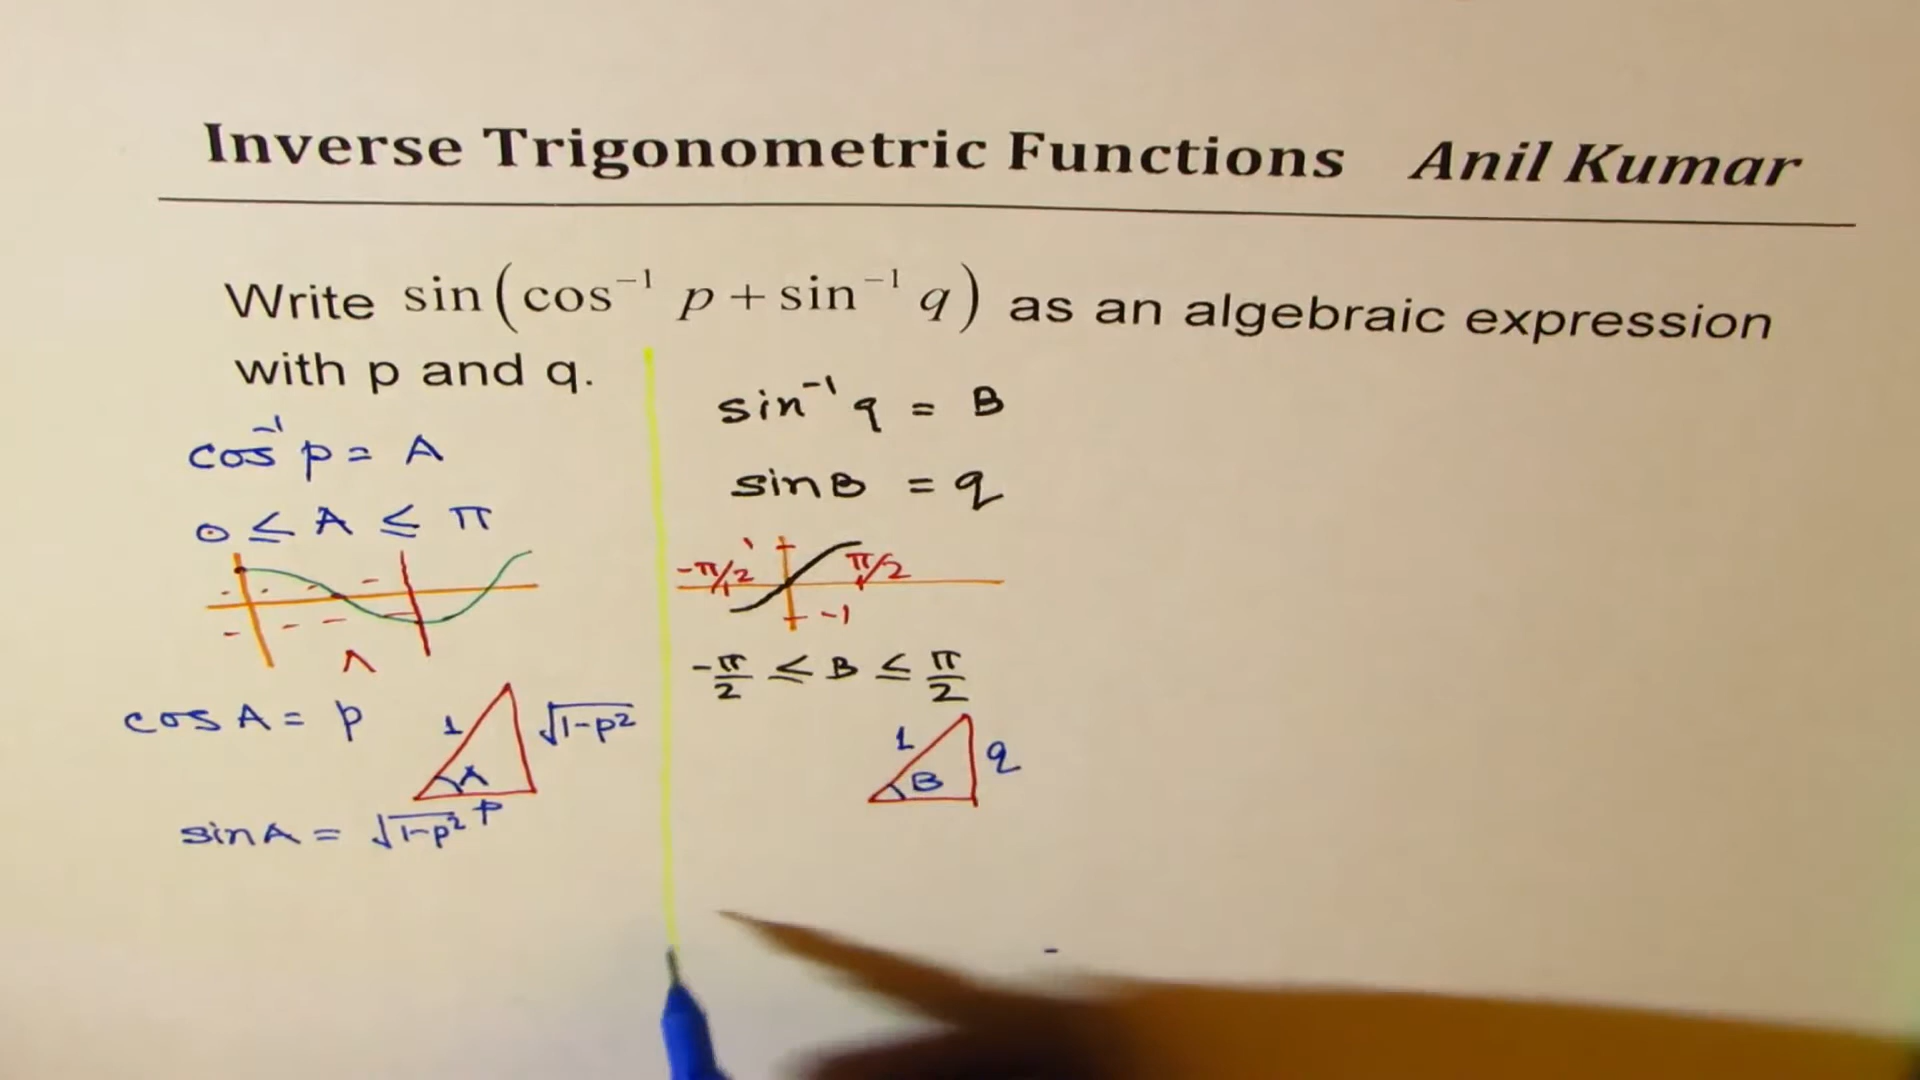 Inverse Trigonometric Functions Anil Kumar
Write sin(cos⁻¹ p + sin⁻¹ q) as an algebraic expression
with p and q.
cos⁻¹ p = A
0 ≤ A ≤ π
cos A = p
1
√1-p²
A
p
sin A = √1-p²
sin⁻¹ q = B
sin B = q
-π/2
π/2
-1
-π/2 ≤ B ≤ π/2
1
q
B